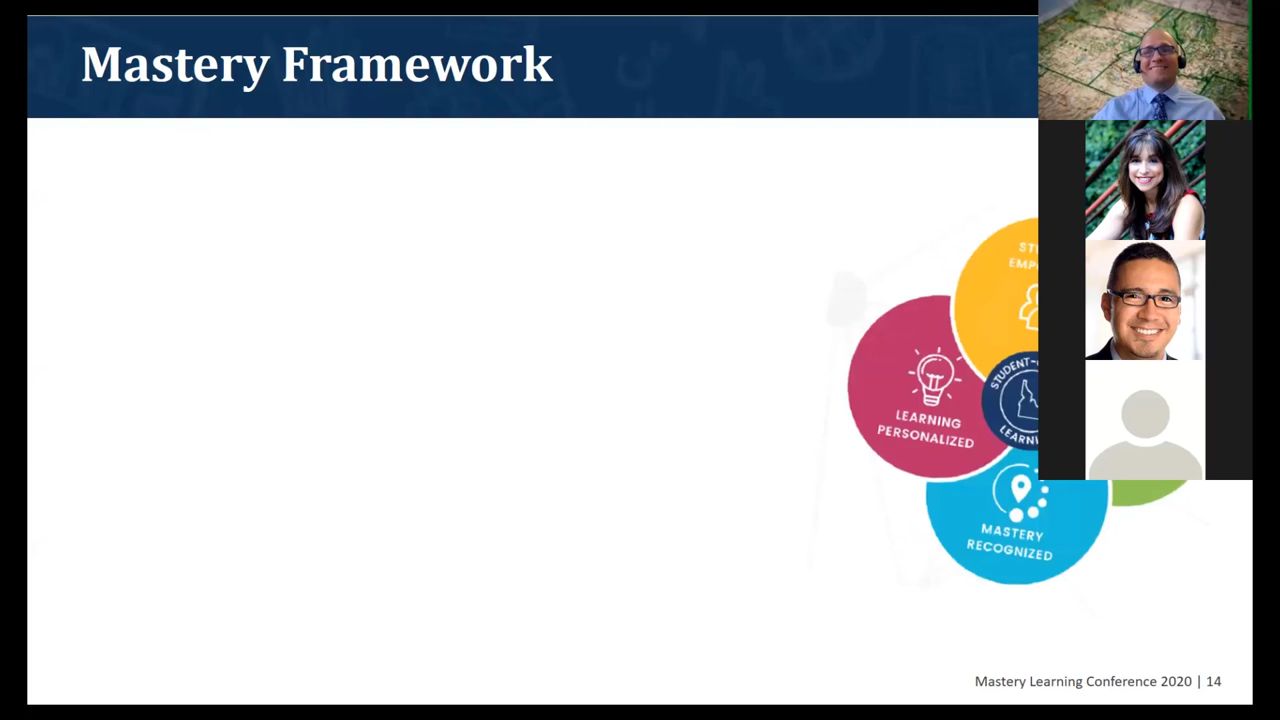 Mastery Framework
LEARNING
PERSONALIZED
MASTERY
RECOGNIZED
Mastery Learning Conference 2020 | 14